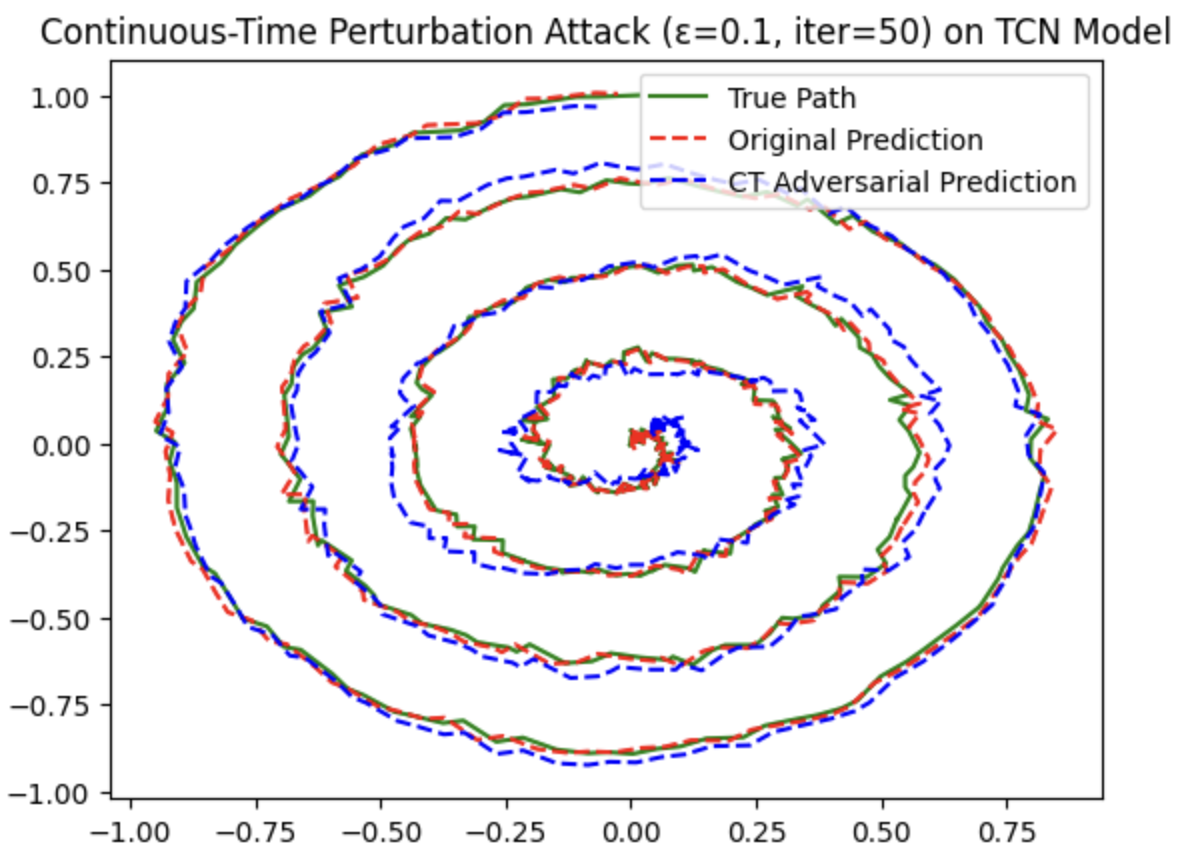 Continuous-Time Perturbation Attack (ε=0.1, iter=50) on TCN Model
True Path
Original Prediction
CT Adversarial Prediction
1.00
0.75
0.50
0.25
0.00
−0.25
−0.50
−0.75
−1.00
−1.00 −0.75 −0.50 −0.25 0.00 0.25 0.50 0.75